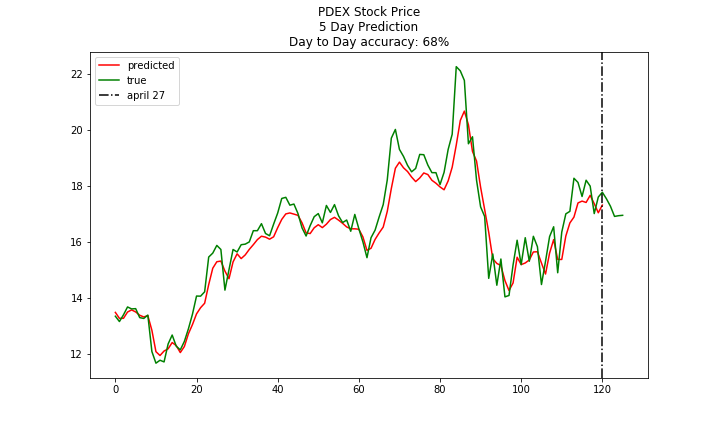 PDEX Stock Price
5 Day Prediction
Day to Day accuracy: 68%
predicted
true
april 27
22
20
18
16
14
12
0 20 40 60 80 100 120